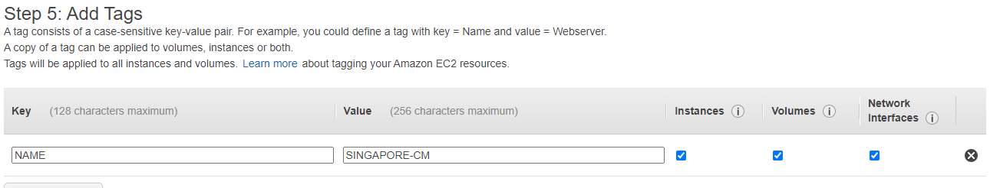 Step 5: Add Tags
A tag consists of a case-sensitive key-value pair. For example, you could define a tag with key = Name and value = Webserver.
A copy of a tag can be applied to volumes, instances or both.
Tags will be applied to all instances and volumes. Learn more about tagging your Amazon EC2 resources.
Key (128 characters maximum) Value (256 characters maximum) Instances i Volumes i Network Interfaces i
NAME SINGAPORE-CM